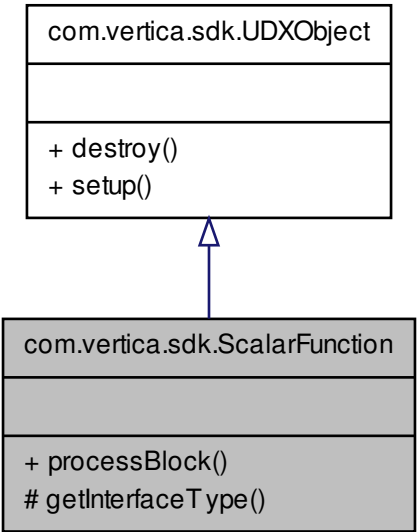 com.vertica.sdk.UDXObject
+ destroy()
+ setup()
com.vertica.sdk.ScalarFunction
+ processBlock()
# getInterfaceType()